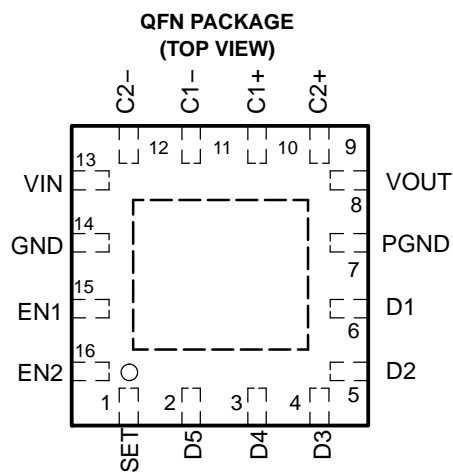 QFN PACKAGE
(TOP VIEW)
C2−
C1−
C1+
C2+
12
11
10
9
13
VIN
VOUT
8
14
GND
PGND
7
15
EN1
D1
6
16
EN2
D2
5
1
2
3
4
SET
D5
D4
D3